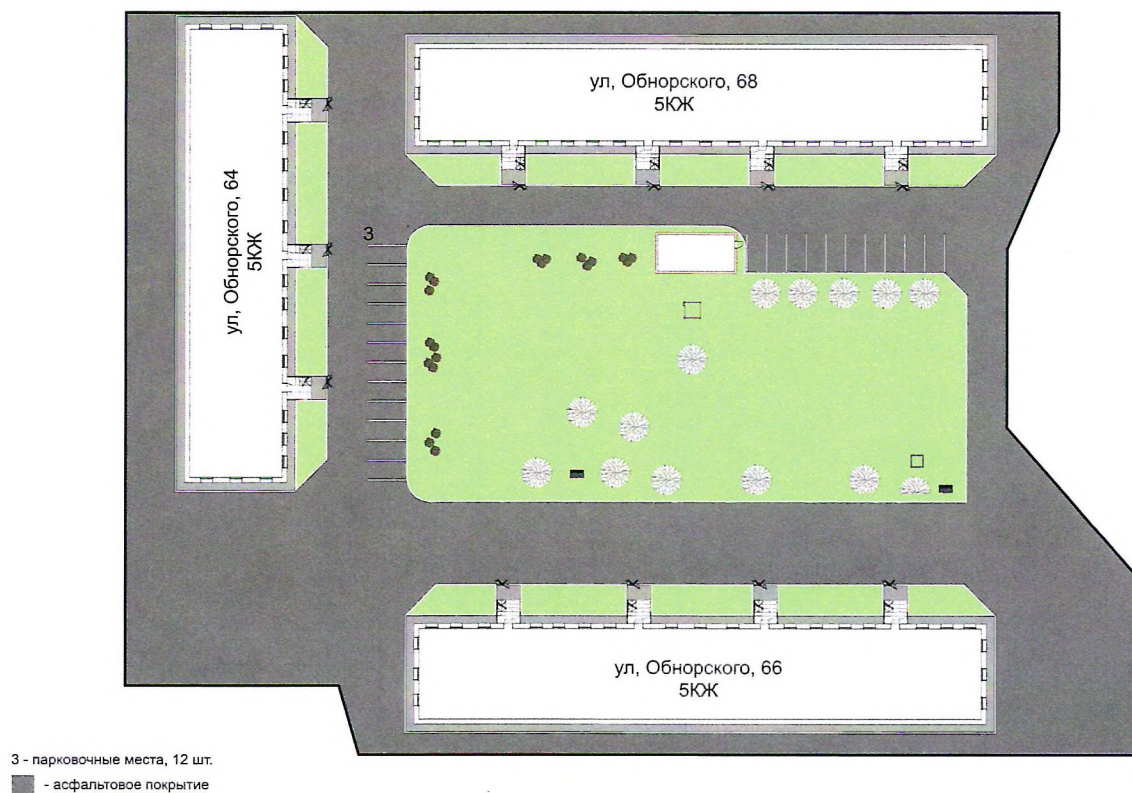 ул, Обнорского, 68
5КЖ
ул, Обнорского, 64
5КЖ
3
ул, Обнорского, 66
5КЖ
3 - парковочные места, 12 шт.
- асфальтовое покрытие